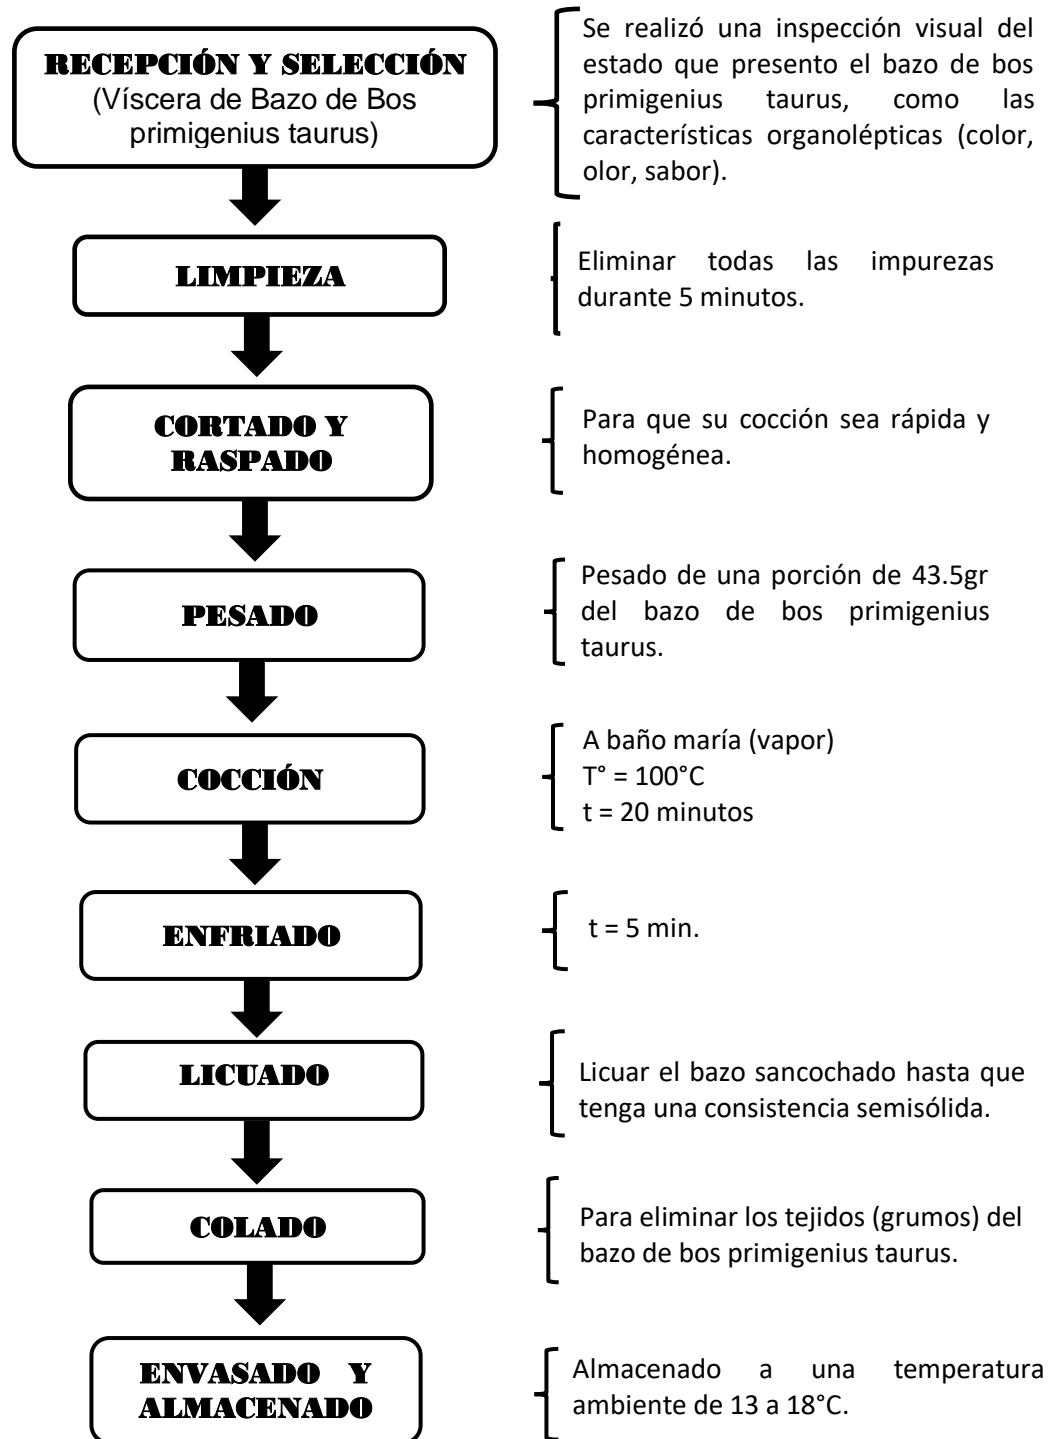 RECEPCIÓN Y SELECCIÓN
(Víscera de Bazo de Bos
primigenius taurus)
Se realizó una inspección visual del
estado que presento el bazo de bos
primigenius taurus, como las
características organolépticas (color,
olor, sabor).
LIMPIEZA
Eliminar todas las impurezas
durante 5 minutos.
CORTADO Y
RASPADO
Para que su cocción sea rápida y
homogénea.
PESADO
Pesado de una porción de 43.5gr
del bazo de bos primigenius
taurus.
COCCIÓN
A baño maría (vapor)
T° = 100°C
t = 20 minutos
ENFRIADO
t = 5 min.
LICUADO
Licuar el bazo sancochado hasta que
tenga una consistencia semisólida.
COLADO
Para eliminar los tejidos (grumos) del
bazo de bos primigenius taurus.
ENVASADO Y
ALMACENADO
Almacenado a una temperatura
ambiente de 13 a 18°C.